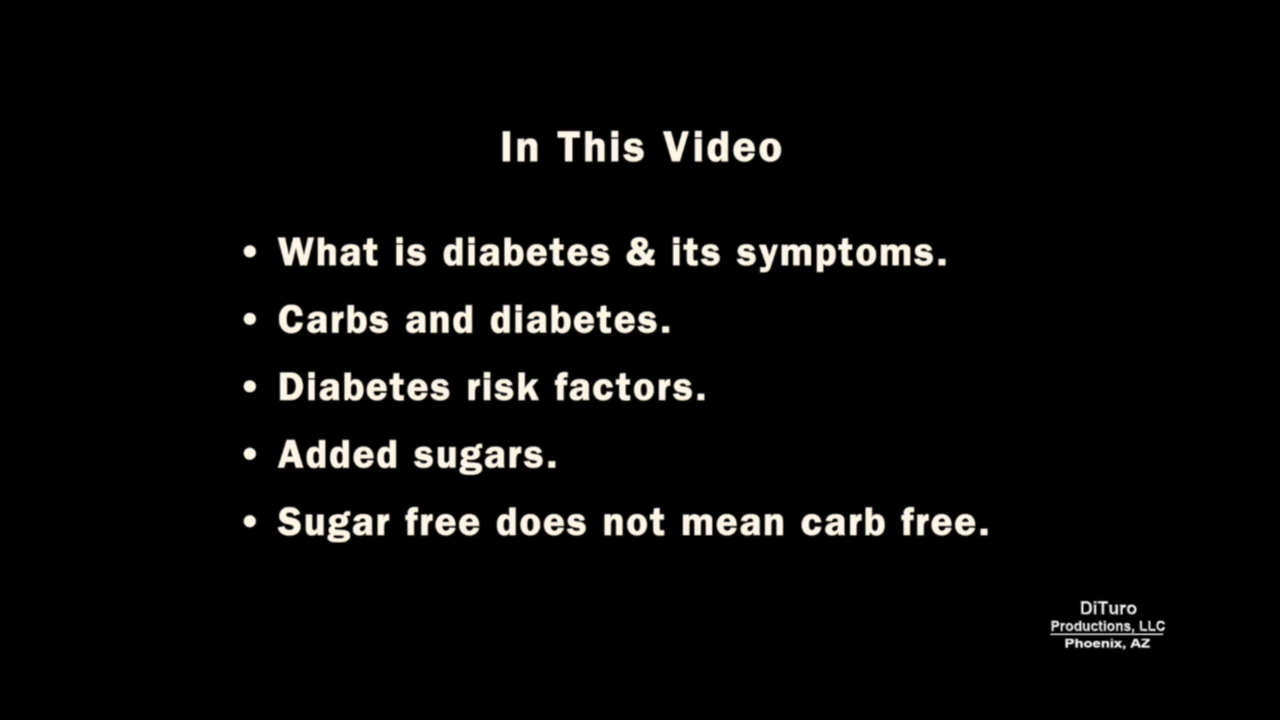 In This Video
• What is diabetes & its symptoms.
• Carbs and diabetes.
• Diabetes risk factors.
• Added sugars.
• Sugar free does not mean carb free.
DiTuro
Productions, LLC
Phoenix, AZ